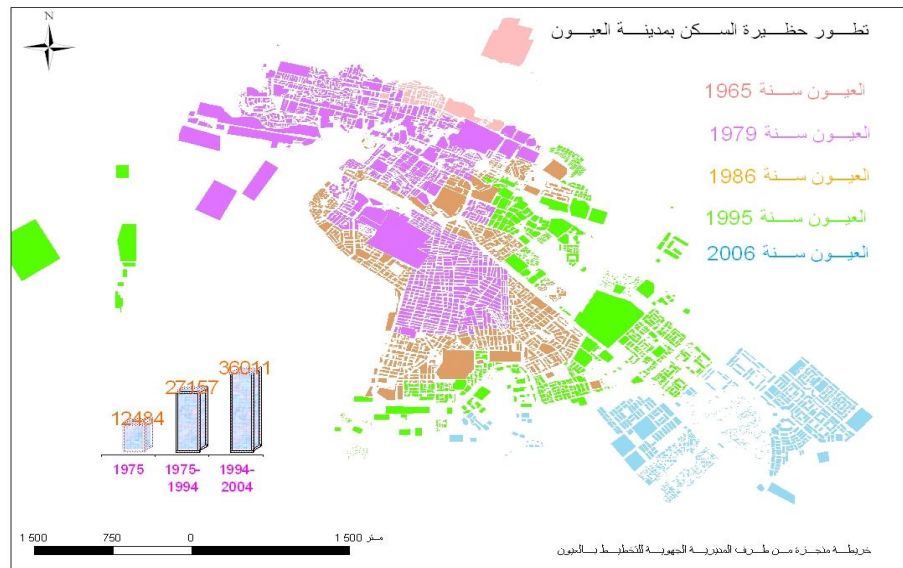 N
تطور حظيرة السكن بمدينة العيون
العيون سنة 1965
العيون سنة 1979
العيون سنة 1986
العيون سنة 1995
العيون سنة 2006
12484
27157
36011
1975
1975-
1994
1994-
2004
1 500 750 0 1 500 متر
خريطة منجزة من طرف المديرية الجهوية للتخطيط بالعيون